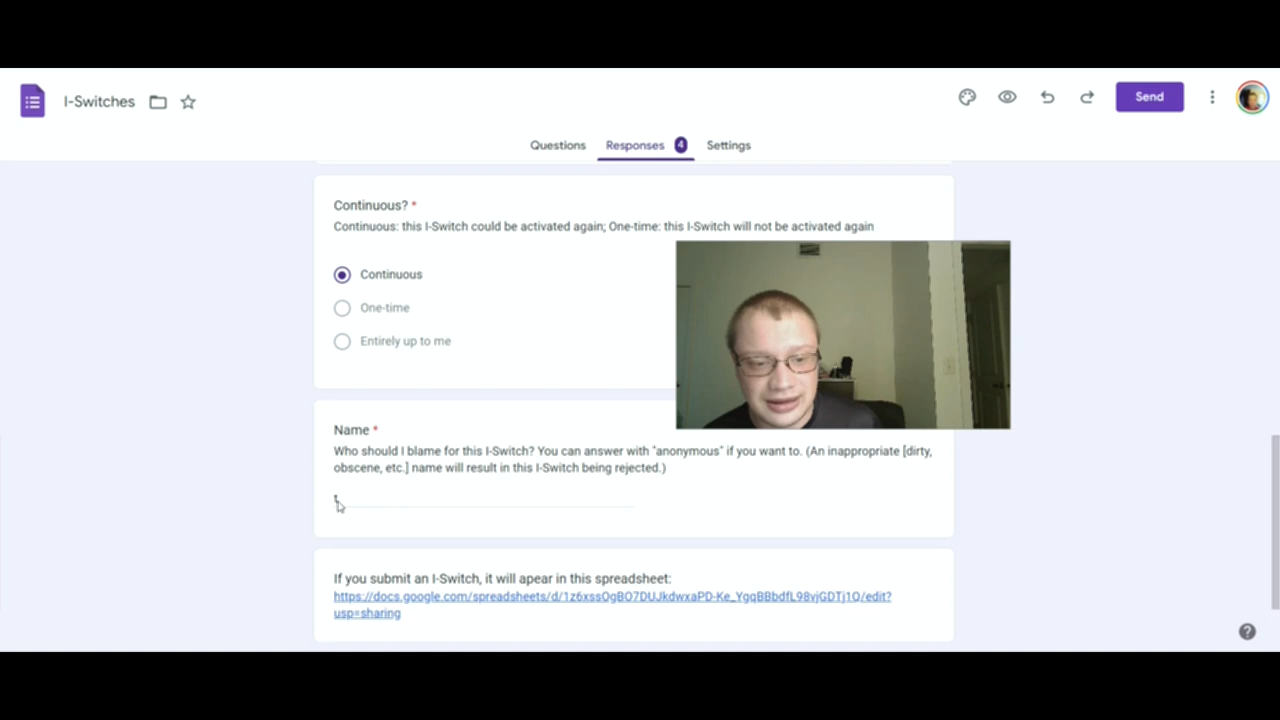 I-Switches
Send
Questions
Responses 4
Settings
Continuous? *
Continuous: this I-Switch could be activated again; One-time: this I-Switch will not be activated again
Continuous
One-time
Entirely up to me
Name *
Who should I blame for this I-Switch? You can answer with "anonymous" if you want to. (An inappropriate [dirty,
obscene, etc.] name will result in this I-Switch being rejected.)
If you submit an I-Switch, it will apear in this spreadsheet:
https://docs.google.com/spreadsheets/d/1z6xssOgBO7DUJkdwxaPD-Ke_YgqBBbdfL98vjGDTj1Q/edit?
usp=sharing